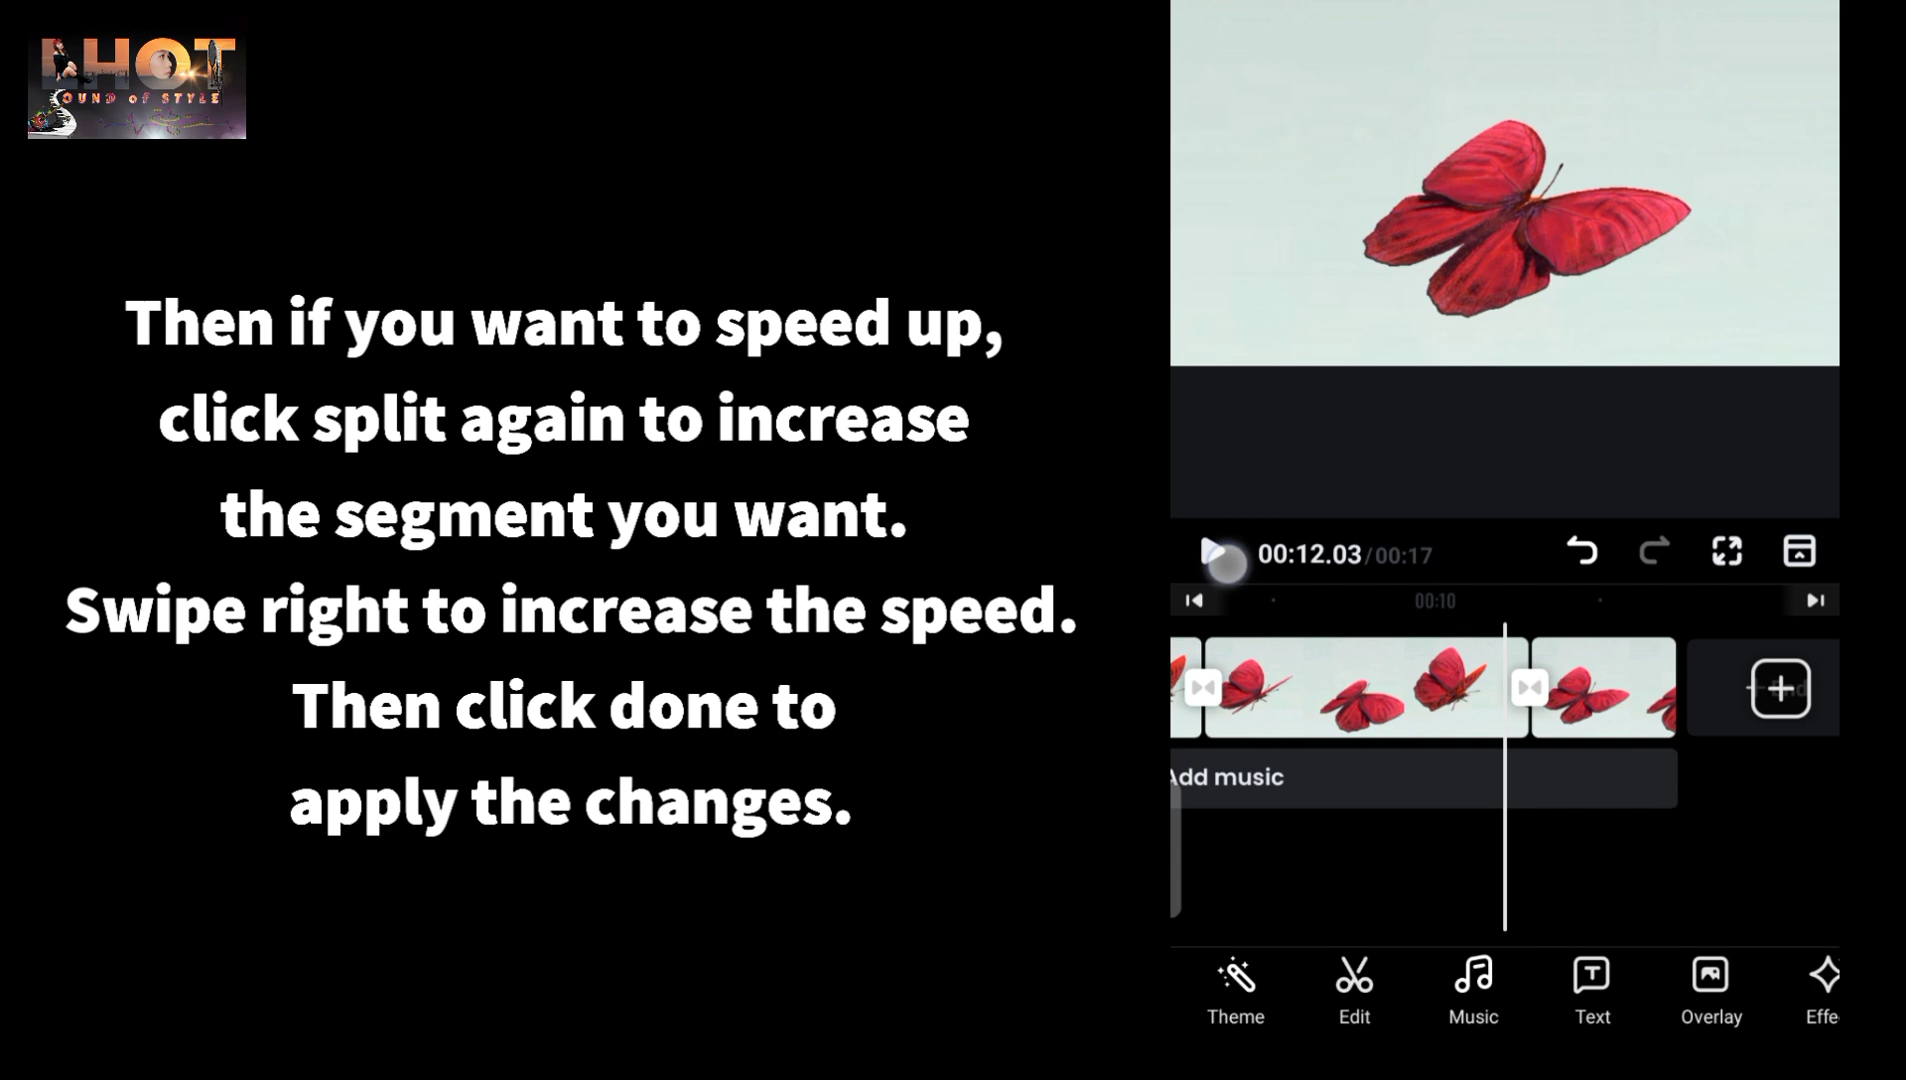 LHOT
SOUND OF STYLE
Then if you want to speed up,
click split again to increase
the segment you want.
Swipe right to increase the speed.
Then click done to
apply the changes.
00:12.03/00:17
00:10
Add music
Theme
Edit
Music
Text
Overlay
Effe